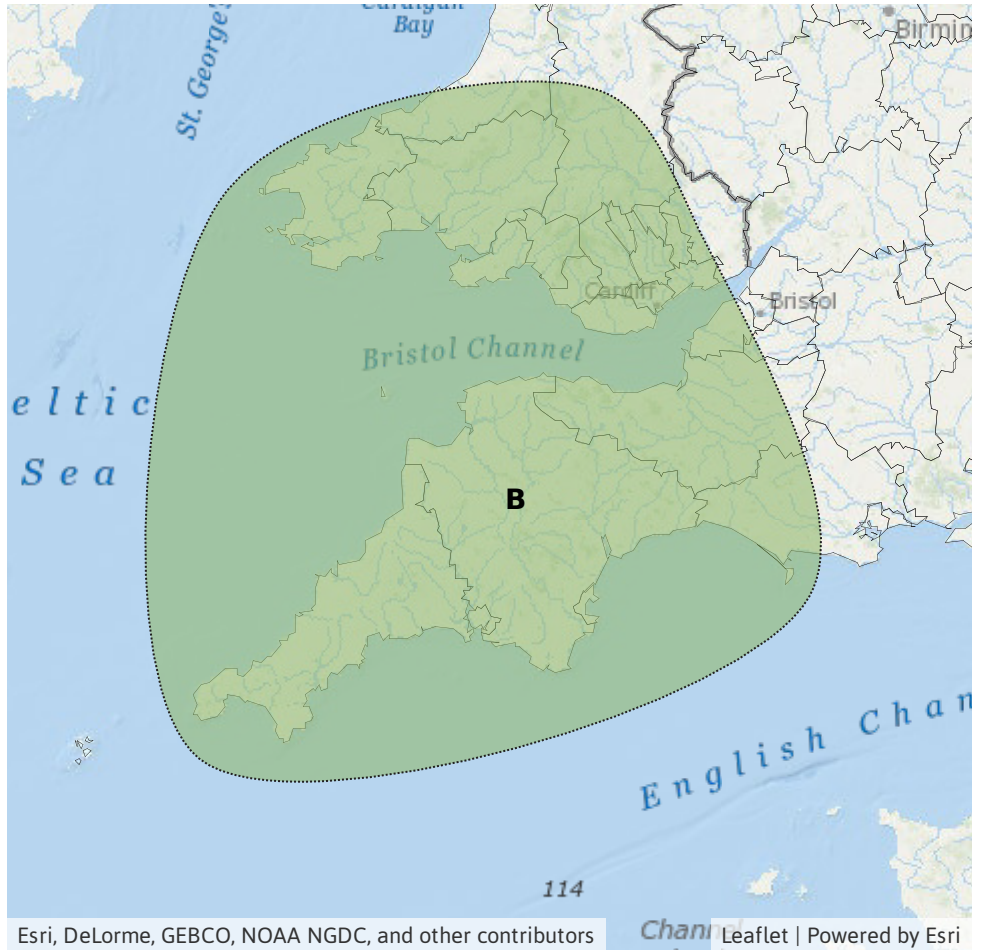 Bay
St. George
Birmin
Cardiff
Bristol
Bristol Channel
eltic
Sea
B
English Chan
114
Channel
Esri, DeLorme, GEBCO, NOAA NGDC, and other contributors
Leaflet | Powered by Esri